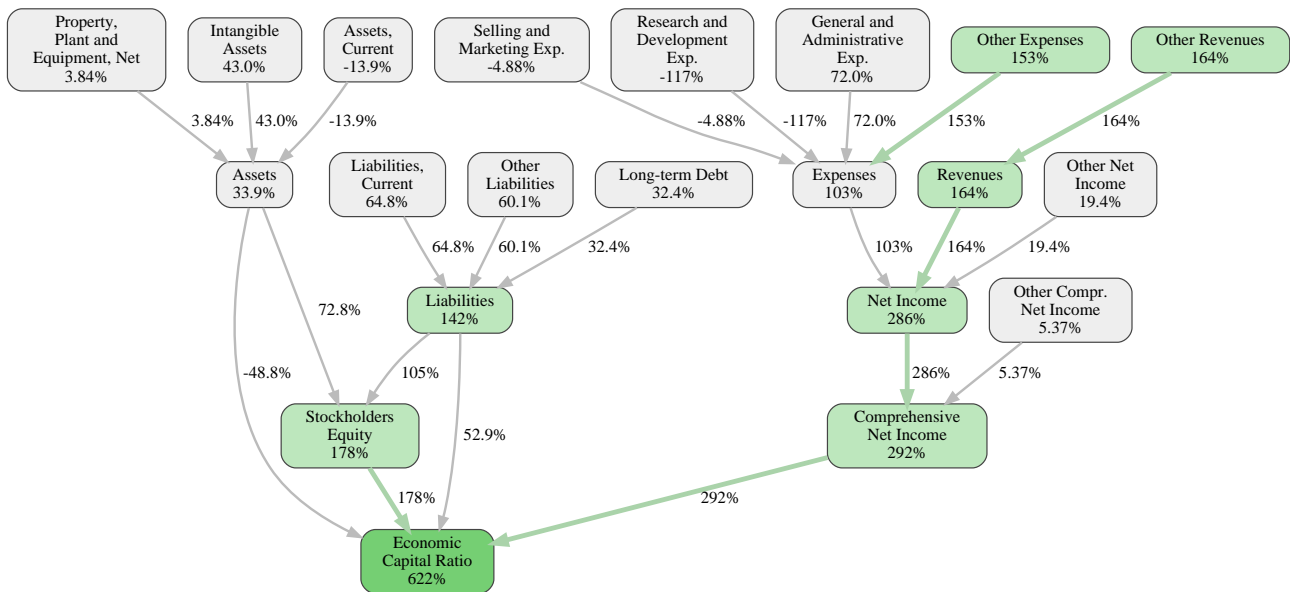 Property,
Plant and
Equipment, Net
3.84%
Intangible
Assets
43.0%
Assets,
Current
-13.9%
Selling and
Marketing Exp.
-4.88%
Research and
Development
Exp.
-117%
General and
Administrative
Exp.
72.0%
Other Expenses
153%
Other Revenues
164%
3.84%
43.0%
-13.9%
-4.88%
-117%
72.0%
153%
164%
Assets
33.9%
Liabilities,
Current
64.8%
Other
Liabilities
60.1%
Long-term Debt
32.4%
Expenses
103%
Revenues
164%
Other Net
Income
19.4%
64.8%
60.1%
32.4%
103%
164%
19.4%
72.8%
Liabilities
142%
Net Income
286%
Other Compr.
Net Income
5.37%
-48.8%
105%
286%
5.37%
Stockholders
Equity
178%
52.9%
Comprehensive
Net Income
292%
178%
292%
Economic
Capital Ratio
622%